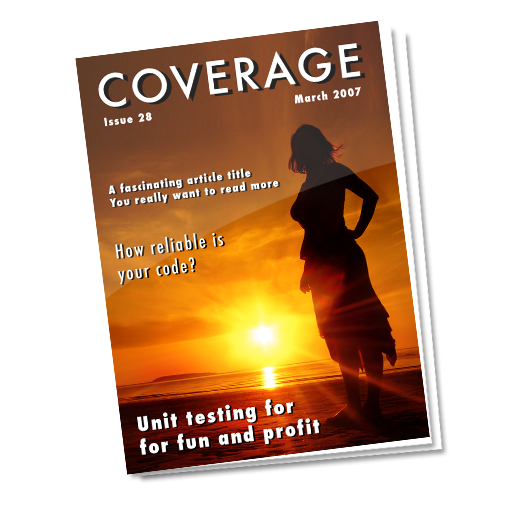 COVERAGE
Issue 28
March 2007
A fascinating article title
You really want to read more
How reliable is
your code?
Unit testing for
for fun and profit